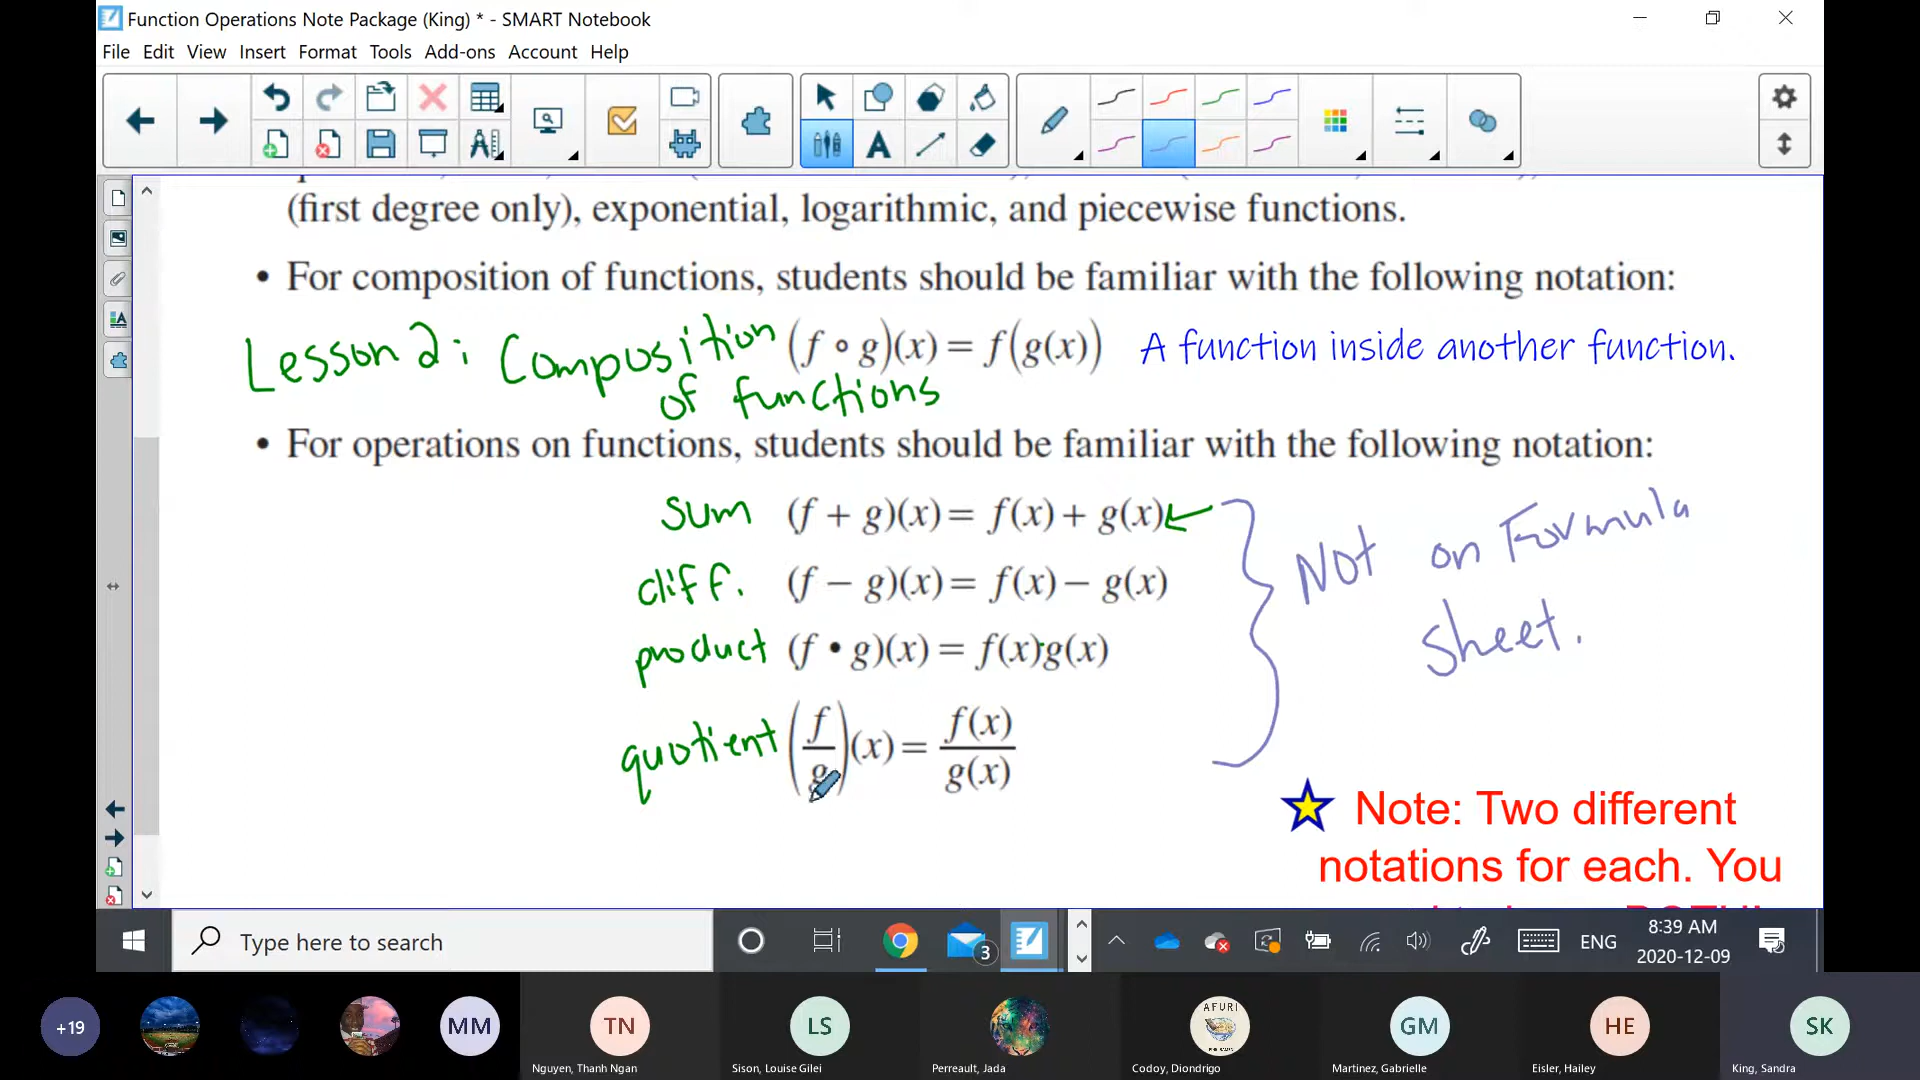 Function Operations Note Package (King) * - SMART Notebook
File Edit View Insert Format Tools Add-ons Account Help
(first degree only), exponential, logarithmic, and piecewise functions.
• For composition of functions, students should be familiar with the following notation:
Lesson 2: Composition of functions
(f ∘ g)(x) = f(g(x))
A function inside another function.
• For operations on functions, students should be familiar with the following notation:
sum (f + g)(x) = f(x) + g(x)
diff. (f − g)(x) = f(x) − g(x)
product (f • g)(x) = f(x)·g(x)
quotient (f/g)(x) = f(x)/g(x)
Not on Formula
Sheet.
Note: Two different
notations for each. You
Type here to search
3
ENG
8:39 AM
2020-12-09
+19
MM
TN
LS
AFURI
GM
HE
SK
Nguyen, Thanh Ngan
Sison, Louise Gilei
Perreault, Jada
Codoy, Diondrigo
Martinez, Gabrielle
Eisler, Hailey
King, Sandra